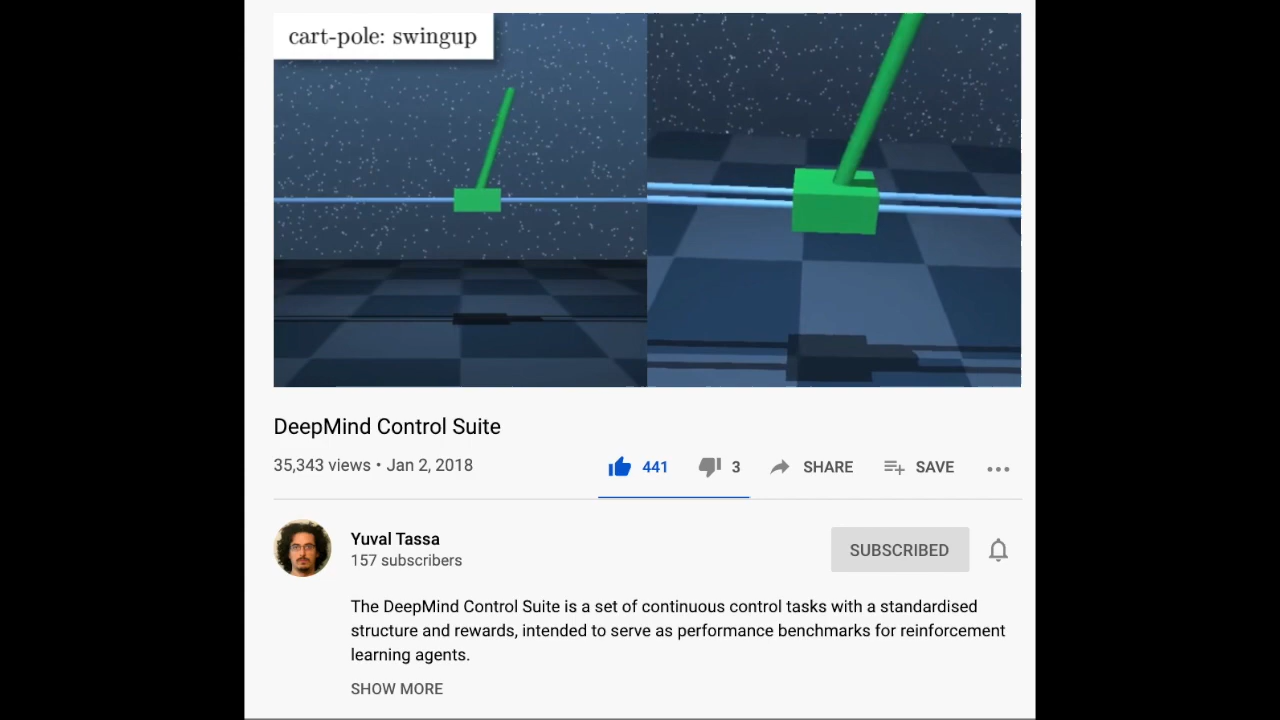 cart-pole: swingup
DeepMind Control Suite
35,343 views • Jan 2, 2018
441
3
SHARE
SAVE
Yuval Tassa
157 subscribers
SUBSCRIBED
The DeepMind Control Suite is a set of continuous control tasks with a standardised
structure and rewards, intended to serve as performance benchmarks for reinforcement
learning agents.
SHOW MORE